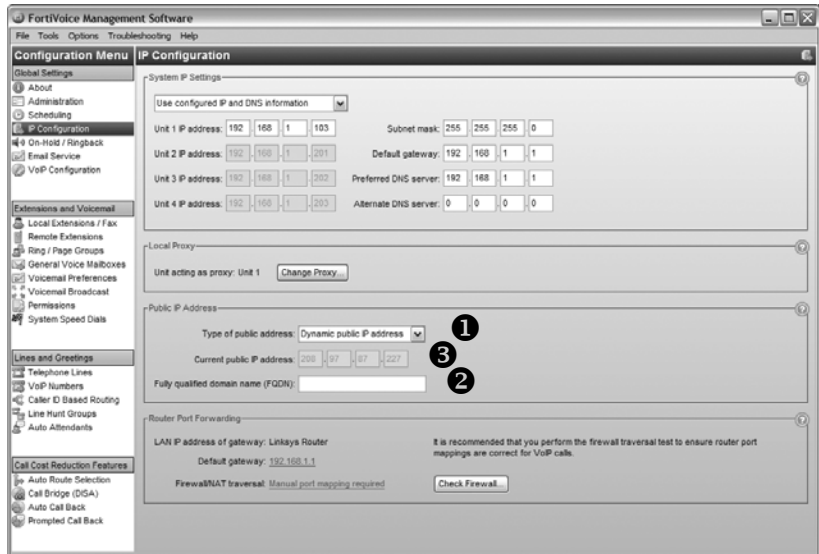 FortiVoice Management Software
File Tools Options Troubleshooting Help
Configuration Menu
IP Configuration
Global Settings
About
Administration
Scheduling
IP Configuration
On-Hold / Ringback
Email Service
VoIP Configuration
Extensions and Voicemail
Local Extensions / Fax
Remote Extensions
Ring / Page Groups
General Voice Mailboxes
Voicemail Preferences
Voicemail Broadcast
Permissions
System Speed Dials
Lines and Greetings
Telephone Lines
VoIP Numbers
Caller ID Based Routing
Line Hunt Groups
Auto Attendants
Call Cost Reduction Features
Auto Route Selection
Call Bridge (DISA)
Auto Call Back
Prompted Call Back
System IP Settings
Use configured IP and DNS information
Unit 1 IP address: 192 . 168 . 1 . 103 Subnet mask: 255 . 255 . 255 . 0
Unit 2 IP address: 192 . 168 . 1 . 201 Default gateway: 192 . 168 . 1 . 1
Unit 3 IP address: 192 . 168 . 1 . 202 Preferred DNS server: 192 . 168 . 1 . 1
Unit 4 IP address: 192 . 168 . 1 . 203 Alternate DNS server: 0 . 0 . 0 . 0
Local Proxy
Unit acting as proxy: Unit 1 Change Proxy...
Public IP Address
Type of public address: Dynamic public IP address ❶
Current public IP address: 208 . 97 . 87 . 227 ❸
Fully qualified domain name (FQDN): ❷
Router Port Forwarding
LAN IP address of gateway: Linksys Router
Default gateway: 192.168.1.1
Firewall/NAT traversal: Manual port mapping required
It is recommended that you perform the firewall traversal test to ensure router port
mappings are correct for VoIP calls.
Check Firewall...